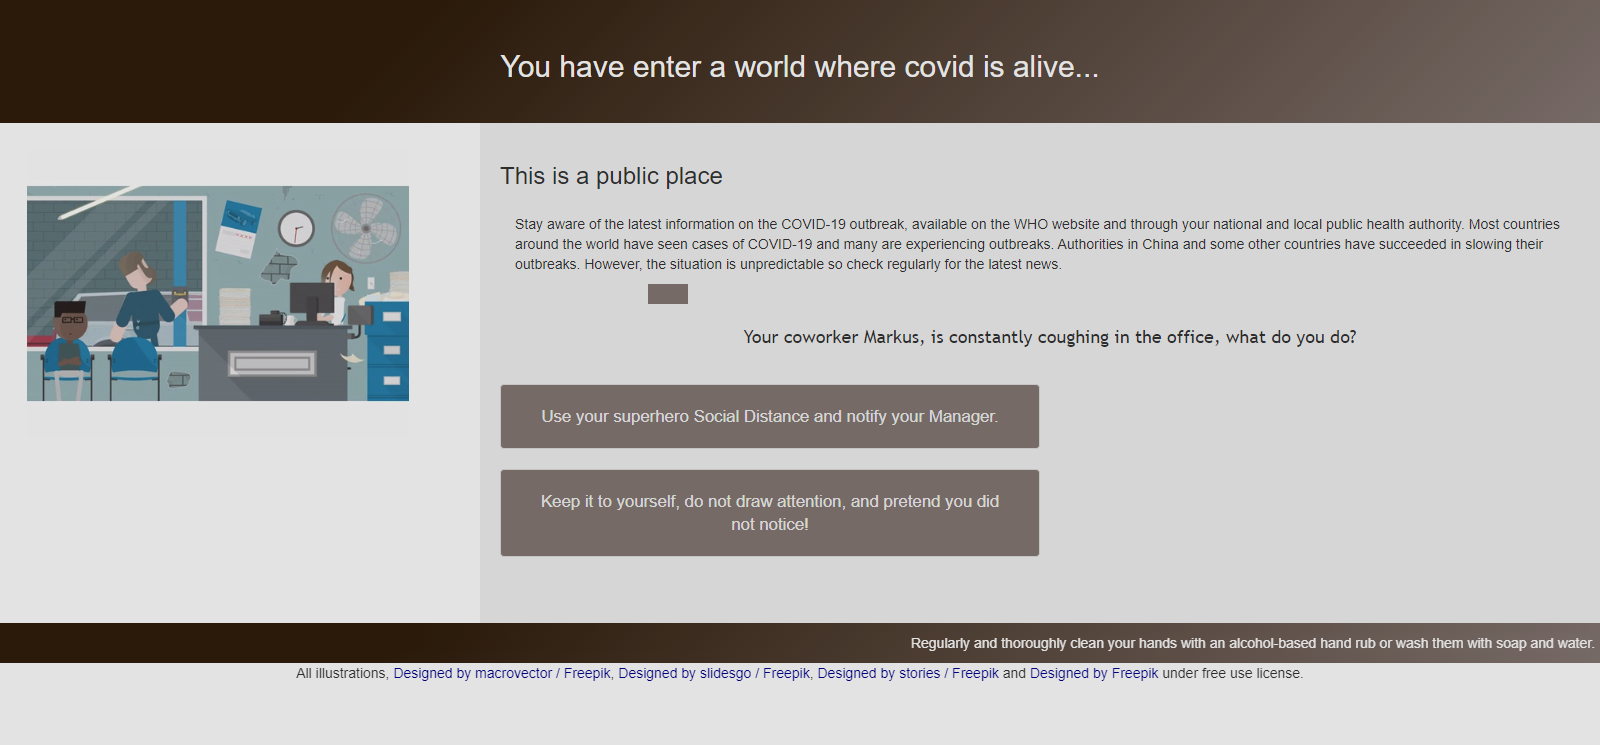 You have enter a world where covid is alive...
This is a public place
Stay aware of the latest information on the COVID-19 outbreak, available on the WHO website and through your national and local public health authority. Most countries
around the world have seen cases of COVID-19 and many are experiencing outbreaks. Authorities in China and some other countries have succeeded in slowing their
outbreaks. However, the situation is unpredictable so check regularly for the latest news.
Your coworker Markus, is constantly coughing in the office, what do you do?
Use your superhero Social Distance and notify your Manager.
Keep it to yourself, do not draw attention, and pretend you did
not notice!
Regularly and thoroughly clean your hands with an alcohol-based hand rub or wash them with soap and water.
All illustrations, Designed by macrovector / Freepik, Designed by slidesgo / Freepik, Designed by stories / Freepik and Designed by Freepik under free use license.